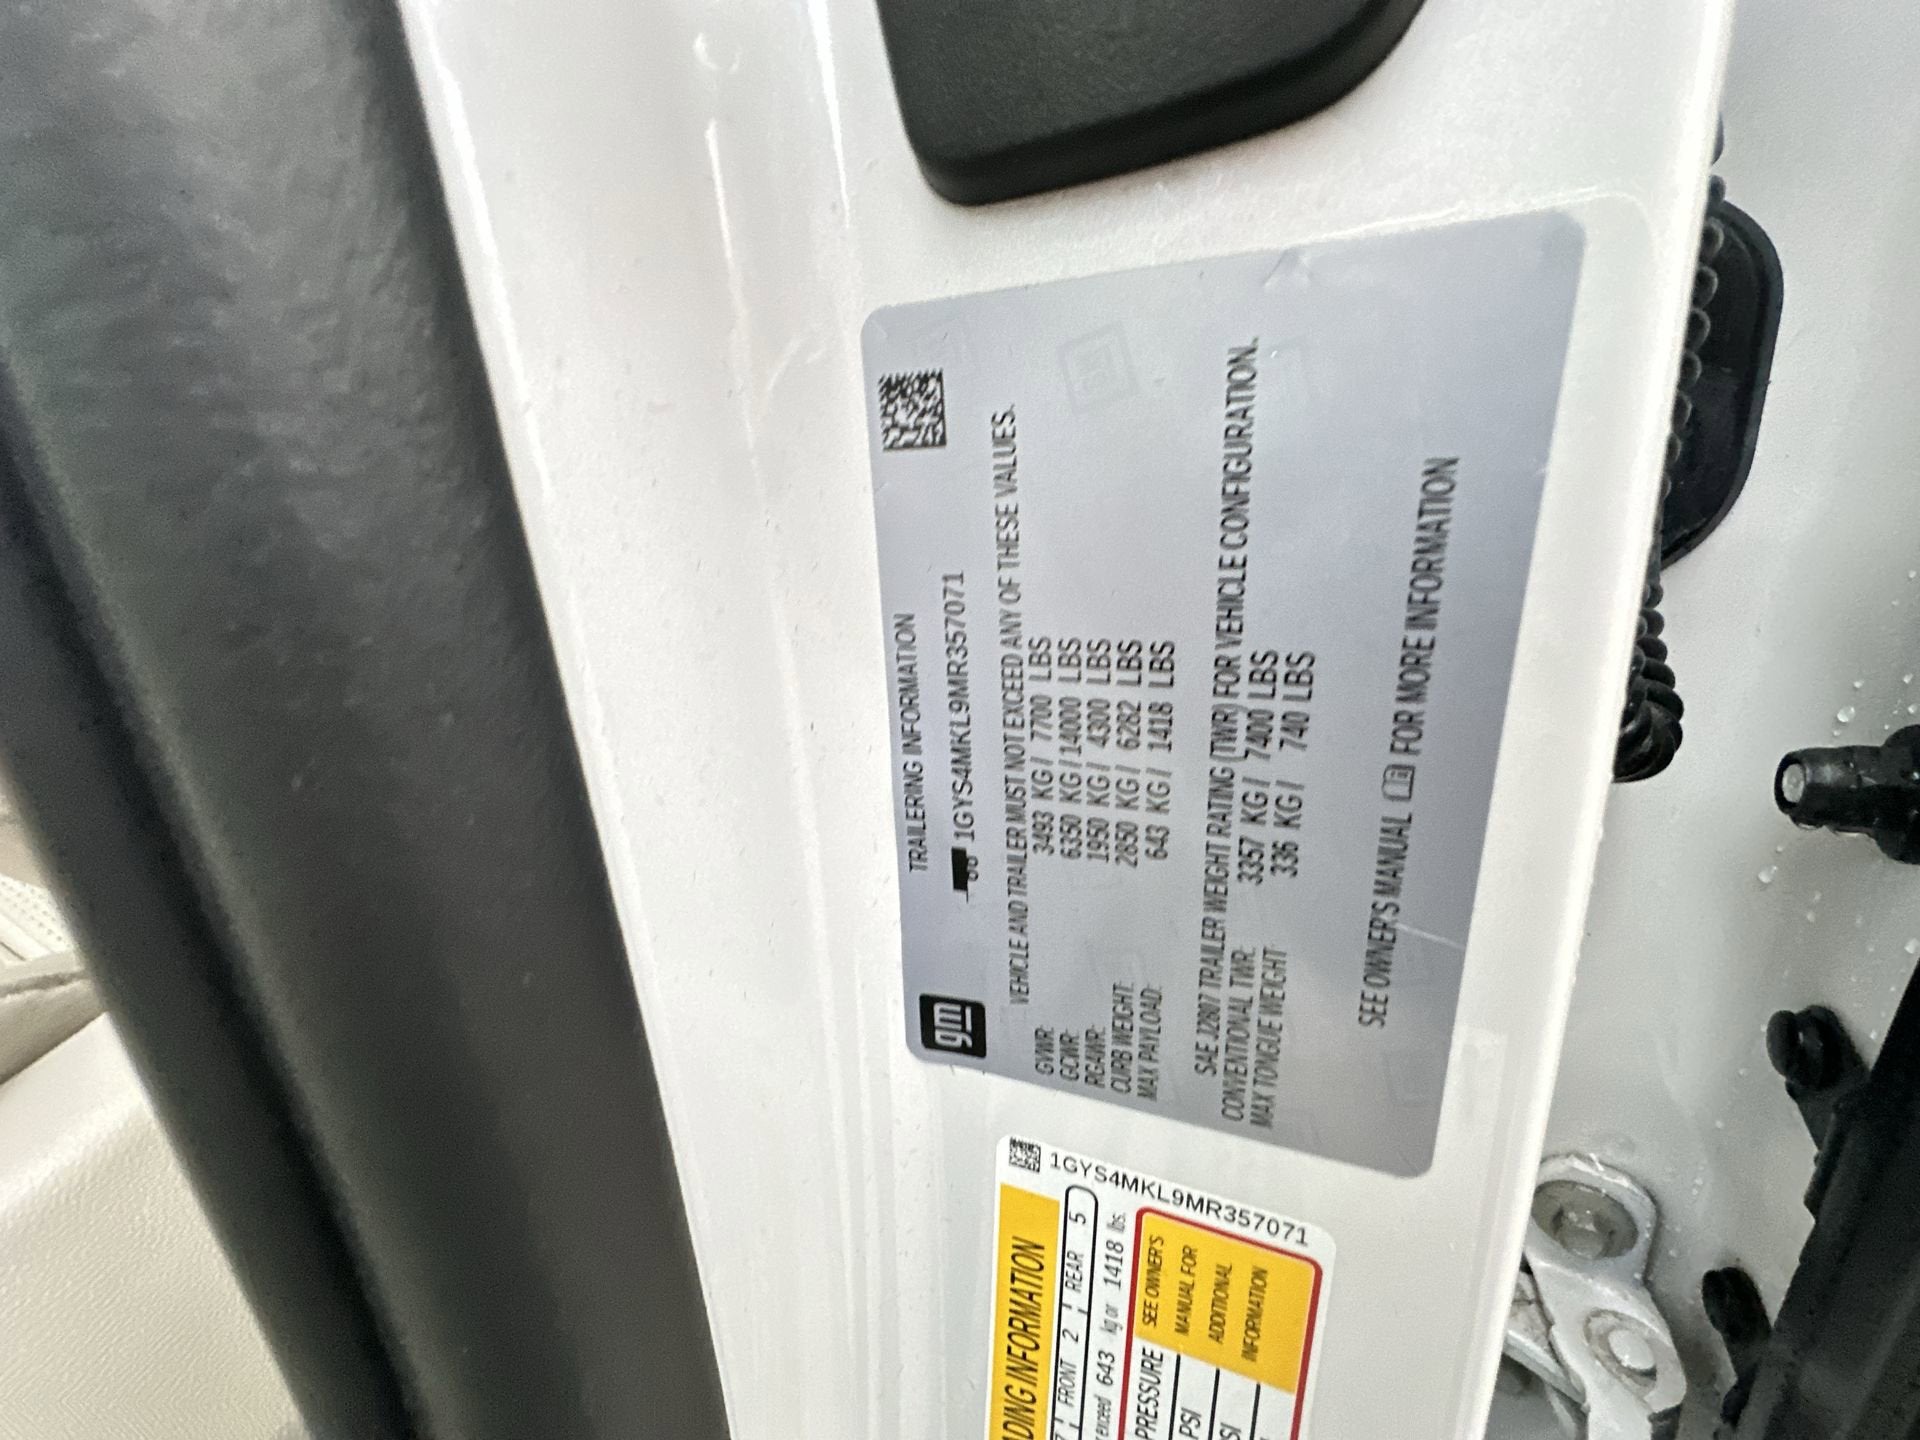 gm
TRAILERING INFORMATION
1GYS4MKL9MR357071
VEHICLE AND TRAILER MUST NOT EXCEED ANY OF THESE VALUES.
GVWR: 3493 KG / 7700 LBS
GCWR: 6350 KG / 14000 LBS
RGAWR: 1950 KG / 4300 LBS
CURB WEIGHT: 2850 KG / 6282 LBS
MAX PAYLOAD: 643 KG / 1418 LBS
SAE J2807 TRAILER WEIGHT RATING (TWR) FOR VEHICLE CONFIGURATION.
CONVENTIONAL TWR: 3357 KG / 7400 LBS
MAX TONGUE WEIGHT 336 KG / 740 LBS
SEE OWNER'S MANUAL FOR MORE INFORMATION
1GYS4MKL9MR357071
ADING INFORMATION
7 FRONT 2 REAR 5
exceed 643 kg or 1418 lbs.
PRESSURE
SEE OWNER'S
MANUAL FOR
ADDITIONAL
INFORMATION
PSI
SI